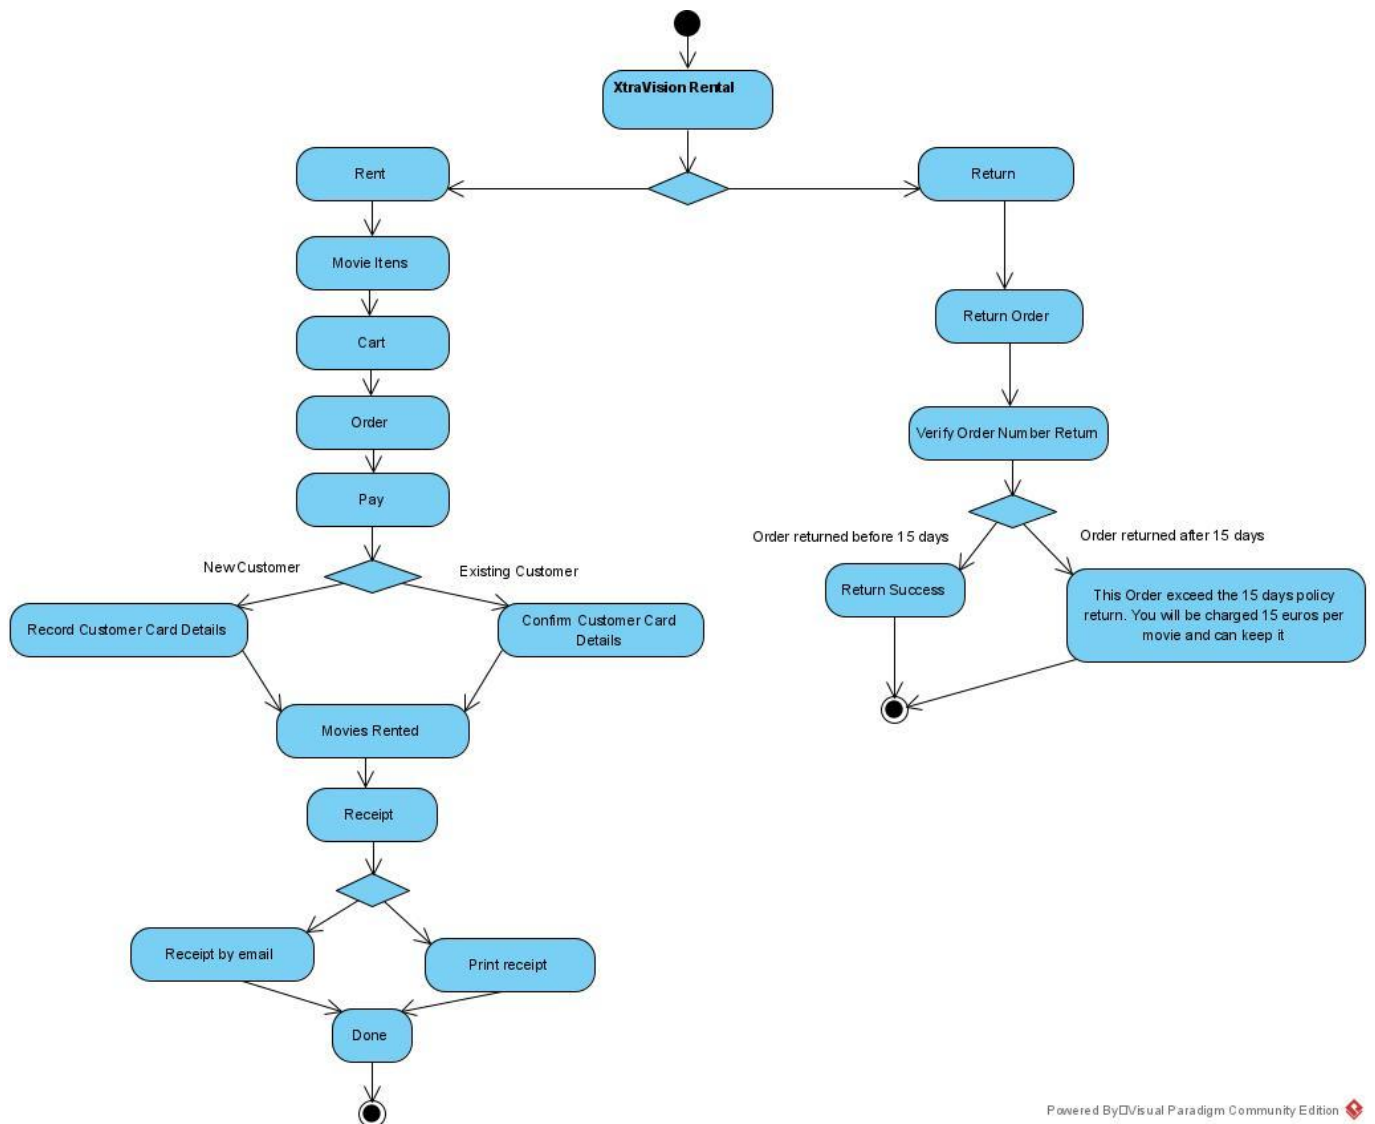 XtraVision Rental
Rent
Return
Movie Itens
Return Order
Cart
Order
Verify Order Number Return
Pay
Order returned before 15 days
Order returned after 15 days
New Customer
Existing Customer
Return Success
This Order exceed the 15 days policy
return. You will be charged 15 euros per
movie and can keep it
Record Customer Card Details
Confirm Customer Card
Details
Movies Rented
Receipt
Receipt by email
Print receipt
Done
Powered By□Visual Paradigm Community Edition